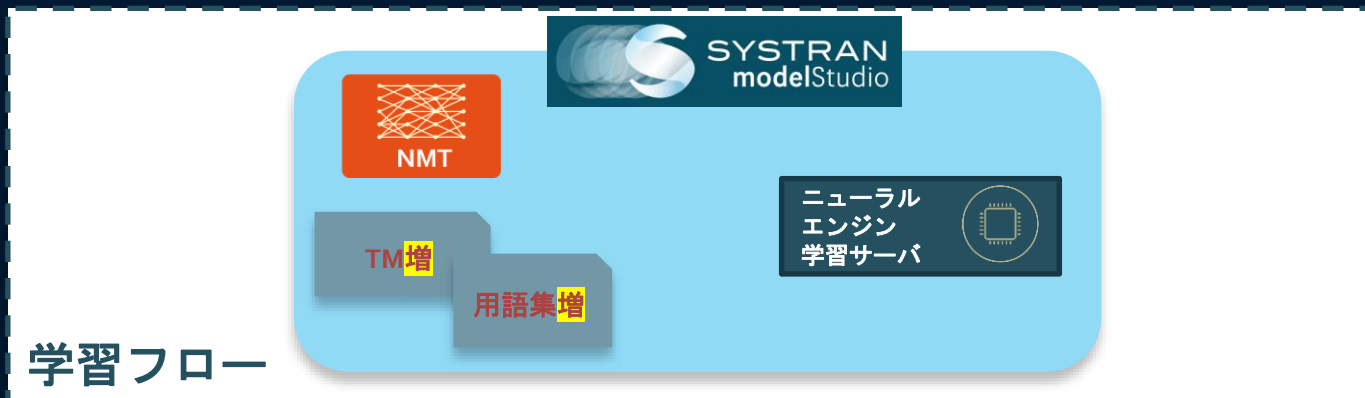 SYSTRAN
modelStudio
NMT
ニューラル
エンジン
学習サーバ
TM増
用語集増
学習フロー